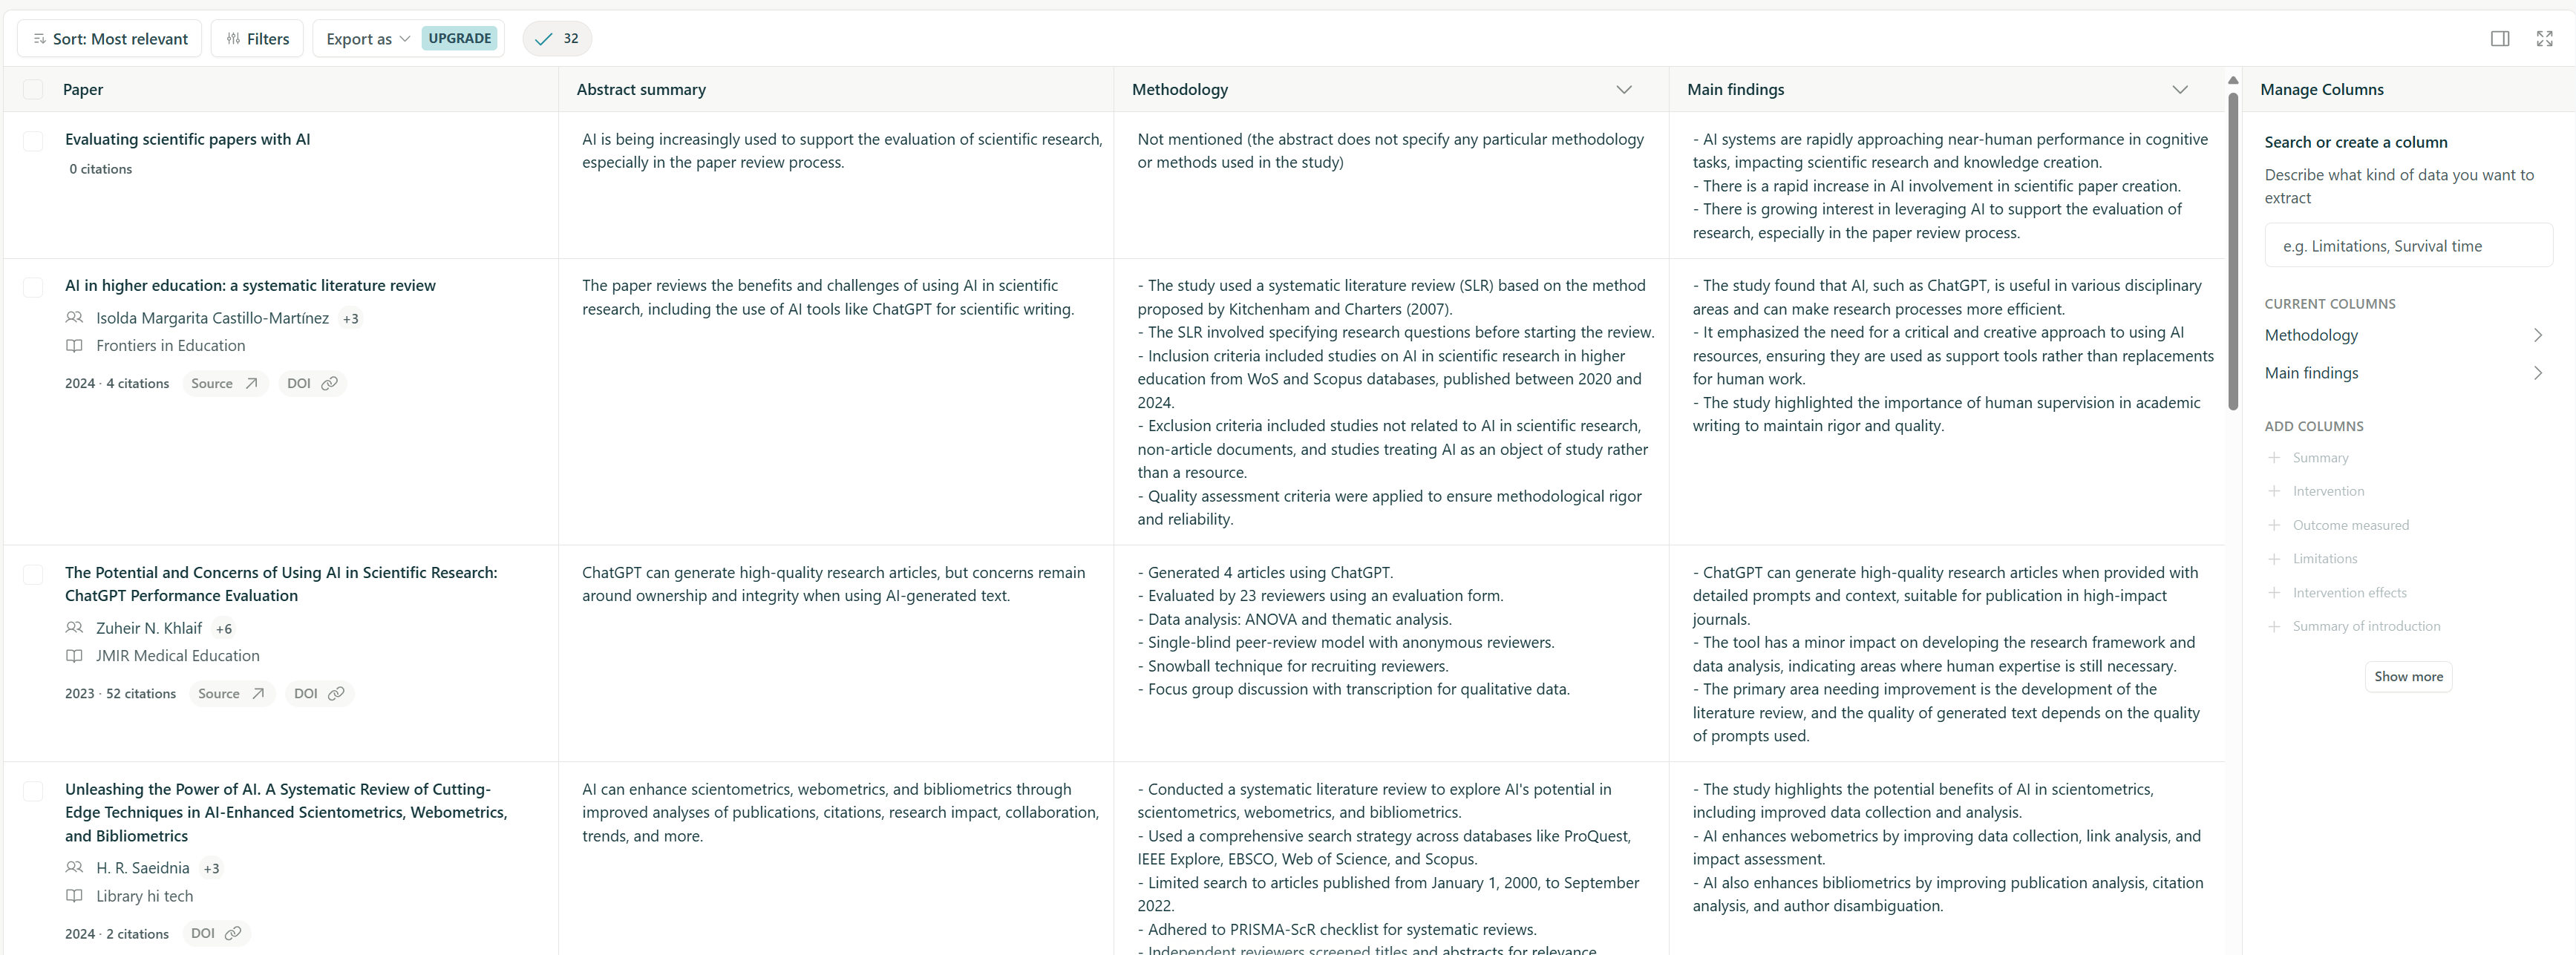 Sort: Most relevant
Filters
Export as
UPGRADE
32
Paper
Abstract summary
Methodology
Main findings
Evaluating scientific papers with AI
0 citations
AI is being increasingly used to support the evaluation of scientific research,
especially in the paper review process.
Not mentioned (the abstract does not specify any particular methodology
or methods used in the study)
- AI systems are rapidly approaching near-human performance in cognitive
tasks, impacting scientific research and knowledge creation.
- There is a rapid increase in AI involvement in scientific paper creation.
- There is growing interest in leveraging AI to support the evaluation of
research, especially in the paper review process.
AI in higher education: a systematic literature review
Isolda Margarita Castillo-Martínez +3
Frontiers in Education
2024 · 4 citations Source DOI
The paper reviews the benefits and challenges of using AI in scientific
research, including the use of AI tools like ChatGPT for scientific writing.
- The study used a systematic literature review (SLR) based on the method
proposed by Kitchenham and Charters (2007).
- The SLR involved specifying research questions before starting the review.
- Inclusion criteria included studies on AI in scientific research in higher
education from WoS and Scopus databases, published between 2020 and
2024.
- Exclusion criteria included studies not related to AI in scientific research,
non-article documents, and studies treating AI as an object of study rather
than a resource.
- Quality assessment criteria were applied to ensure methodological rigor
and reliability.
- The study found that AI, such as ChatGPT, is useful in various disciplinary
areas and can make research processes more efficient.
- It emphasized the need for a critical and creative approach to using AI
resources, ensuring they are used as support tools rather than replacements
for human work.
- The study highlighted the importance of human supervision in academic
writing to maintain rigor and quality.
The Potential and Concerns of Using AI in Scientific Research:
ChatGPT Performance Evaluation
Zuheir N. Khlaif +6
JMIR Medical Education
2023 · 52 citations Source DOI
ChatGPT can generate high-quality research articles, but concerns remain
around ownership and integrity when using AI-generated text.
- Generated 4 articles using ChatGPT.
- Evaluated by 23 reviewers using an evaluation form.
- Data analysis: ANOVA and thematic analysis.
- Single-blind peer-review model with anonymous reviewers.
- Snowball technique for recruiting reviewers.
- Focus group discussion with transcription for qualitative data.
- ChatGPT can generate high-quality research articles when provided with
detailed prompts and context, suitable for publication in high-impact
journals.
- The tool has a minor impact on developing the research framework and
data analysis, indicating areas where human expertise is still necessary.
- The primary area needing improvement is the development of the
literature review, and the quality of generated text depends on the quality
of prompts used.
Unleashing the Power of AI. A Systematic Review of Cutting-
Edge Techniques in AI-Enhanced Scientometrics, Webometrics,
and Bibliometrics
H. R. Saeidnia +3
Library hi tech
2024 · 2 citations DOI
AI can enhance scientometrics, webometrics, and bibliometrics through
improved analyses of publications, citations, research impact, collaboration,
trends, and more.
- Conducted a systematic literature review to explore AI's potential in
scientometrics, webometrics, and bibliometrics.
- Used a comprehensive search strategy across databases like ProQuest,
IEEE Explore, EBSCO, Web of Science, and Scopus.
- Limited search to articles published from January 1, 2000, to September
2022.
- Adhered to PRISMA-ScR checklist for systematic reviews.
- Independent reviewers screened titles and abstracts for relevance
- The study highlights the potential benefits of AI in scientometrics,
including improved data collection and analysis.
- AI enhances webometrics by improving data collection, link analysis, and
impact assessment.
- AI also enhances bibliometrics by improving publication analysis, citation
analysis, and author disambiguation.
Manage Columns
Search or create a column
Describe what kind of data you want to
extract
e.g. Limitations, Survival time
CURRENT COLUMNS
Methodology
Main findings
ADD COLUMNS
Summary
Intervention
Outcome measured
Limitations
Intervention effects
Summary of introduction
Show more